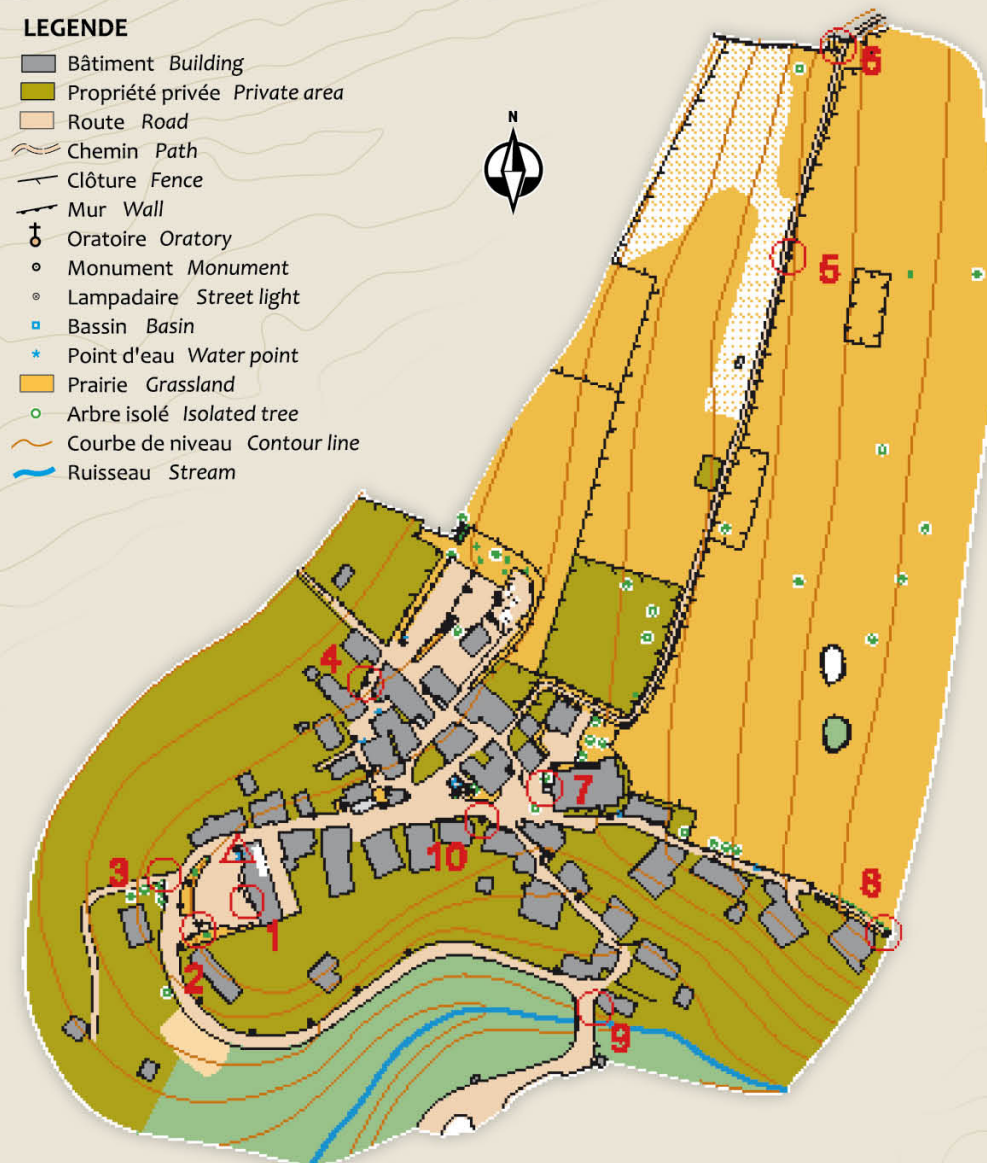 LEGENDE
Bâtiment Building
Propriété privée Private area
Route Road
Chemin Path
Clôture Fence
Mur Wall
Oratoire Oratory
Monument Monument
Lampadaire Street light
Bassin Basin
Point d'eau Water point
Prairie Grassland
Arbre isolé Isolated tree
Courbe de niveau Contour line
Ruisseau Stream
N
6
5
4
7
10
3
8
1
2
9